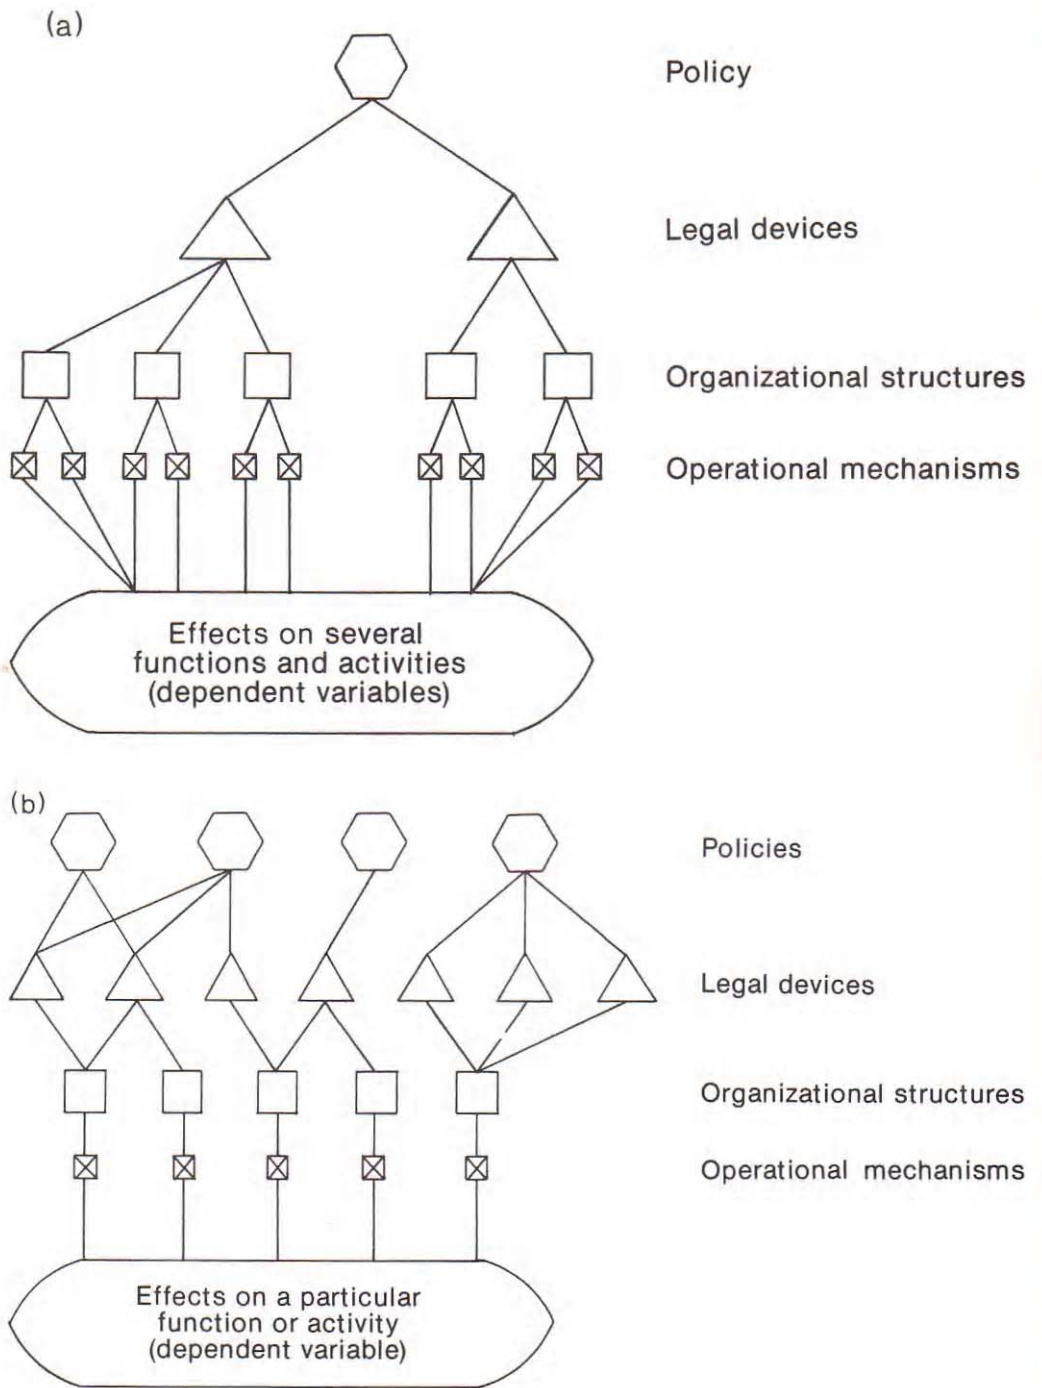 (a)
Policy
Legal devices
Organizational structures
Operational mechanisms
Effects on several
functions and activities
(dependent variables)
(b)
Policies
Legal devices
Organizational structures
Operational mechanisms
Effects on a particular
function or activity
(dependent variable)